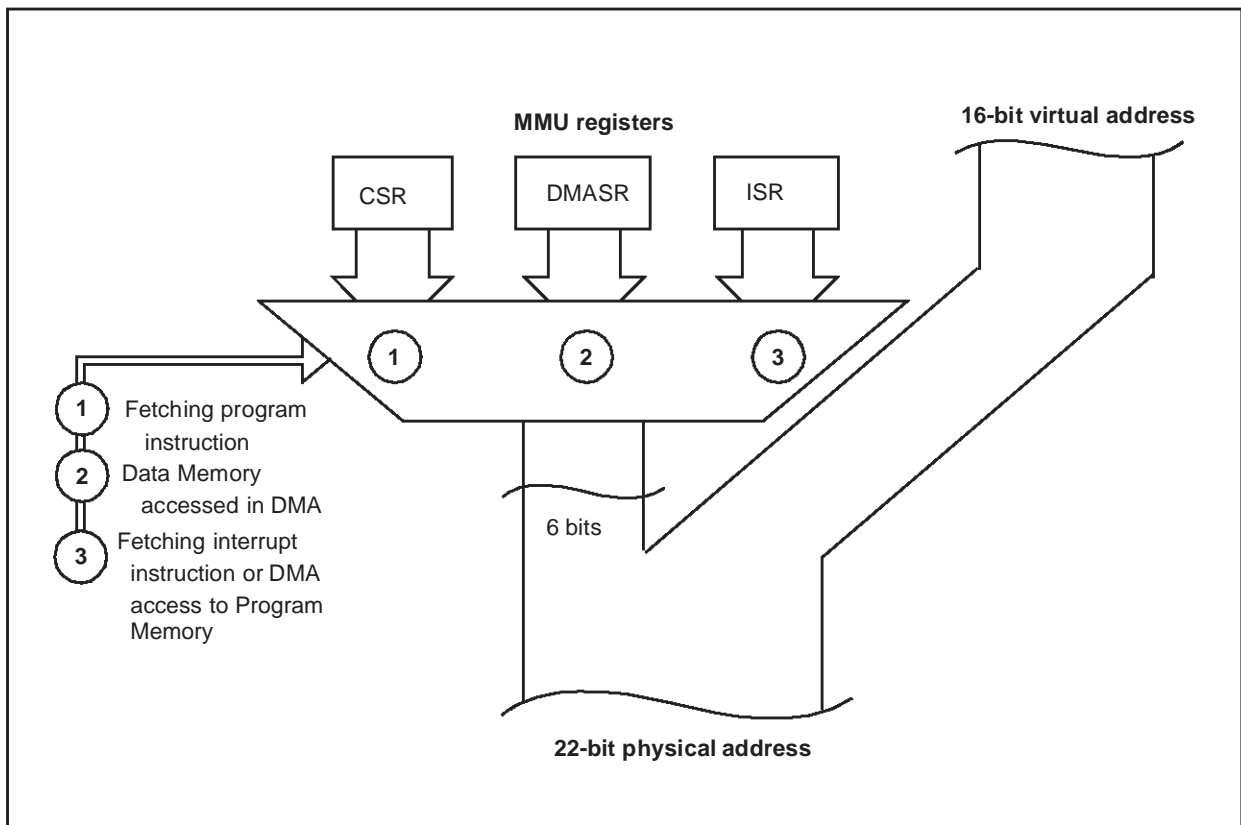 16-bit virtual address
MMU registers
CSR
DMASR
ISR
1
2
3
1
Fetching program
instruction
2
Data Memory
accessed in DMA
3
Fetching interrupt
instruction or DMA
access to Program
Memory
6 bits
22-bit physical address